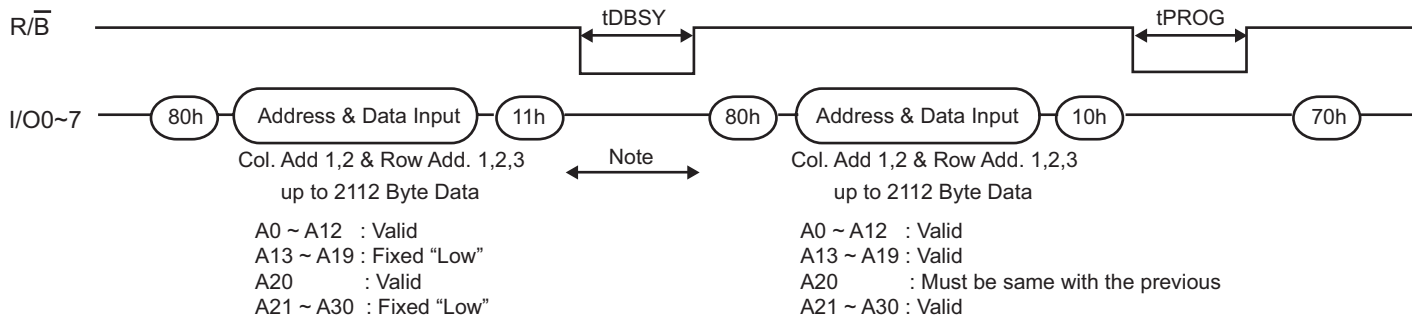 tDBSY
tPROG
R/B̅
I/O0~7
80h
Address & Data Input
11h
80h
Address & Data Input
10h
70h
Col. Add 1,2 & Row Add. 1,2,3
up to 2112 Byte Data
Note
Col. Add 1,2 & Row Add. 1,2,3
up to 2112 Byte Data
A0 ~ A12 : Valid
A13 ~ A19 : Fixed “Low”
A20 : Valid
A21 ~ A30 : Fixed “Low”
A0 ~ A12 : Valid
A13 ~ A19 : Valid
A20 : Must be same with the previous
A21 ~ A30 : Valid